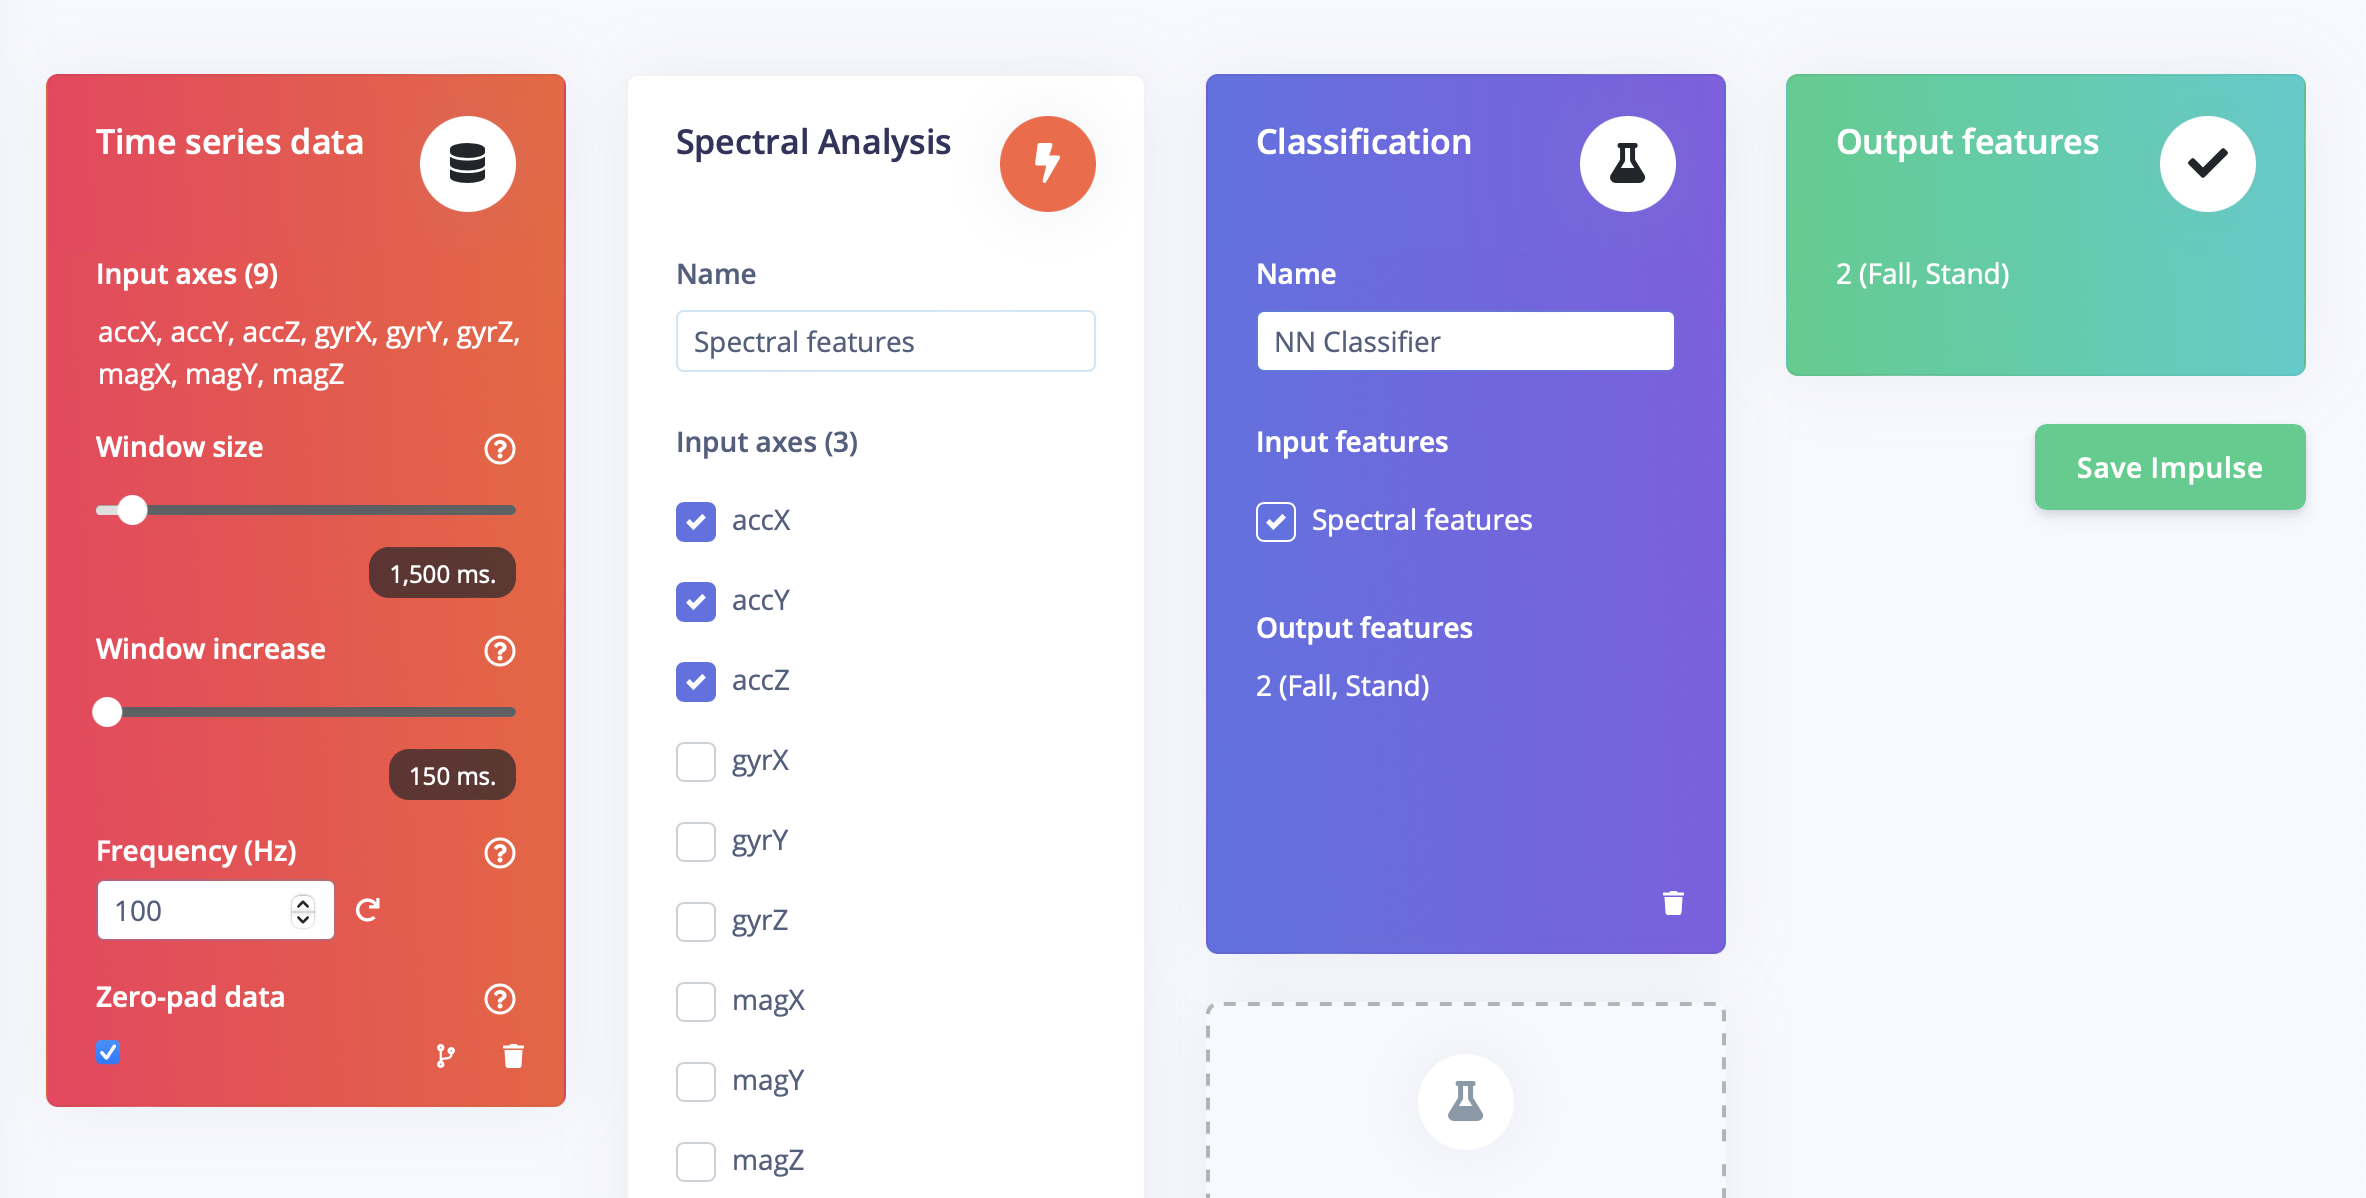 Time series data
Input axes (9)
accX, accY, accZ, gyrX, gyrY, gyrZ,
magX, magY, magZ
Window size
1,500 ms.
Window increase
150 ms.
Frequency (Hz)
100
Zero-pad data
Spectral Analysis
Name
Spectral features
Input axes (3)
accX
accY
accZ
gyrX
gyrY
gyrZ
magX
magY
magZ
Classification
Name
NN Classifier
Input features
Spectral features
Output features
2 (Fall, Stand)
Output features
2 (Fall, Stand)
Save Impulse